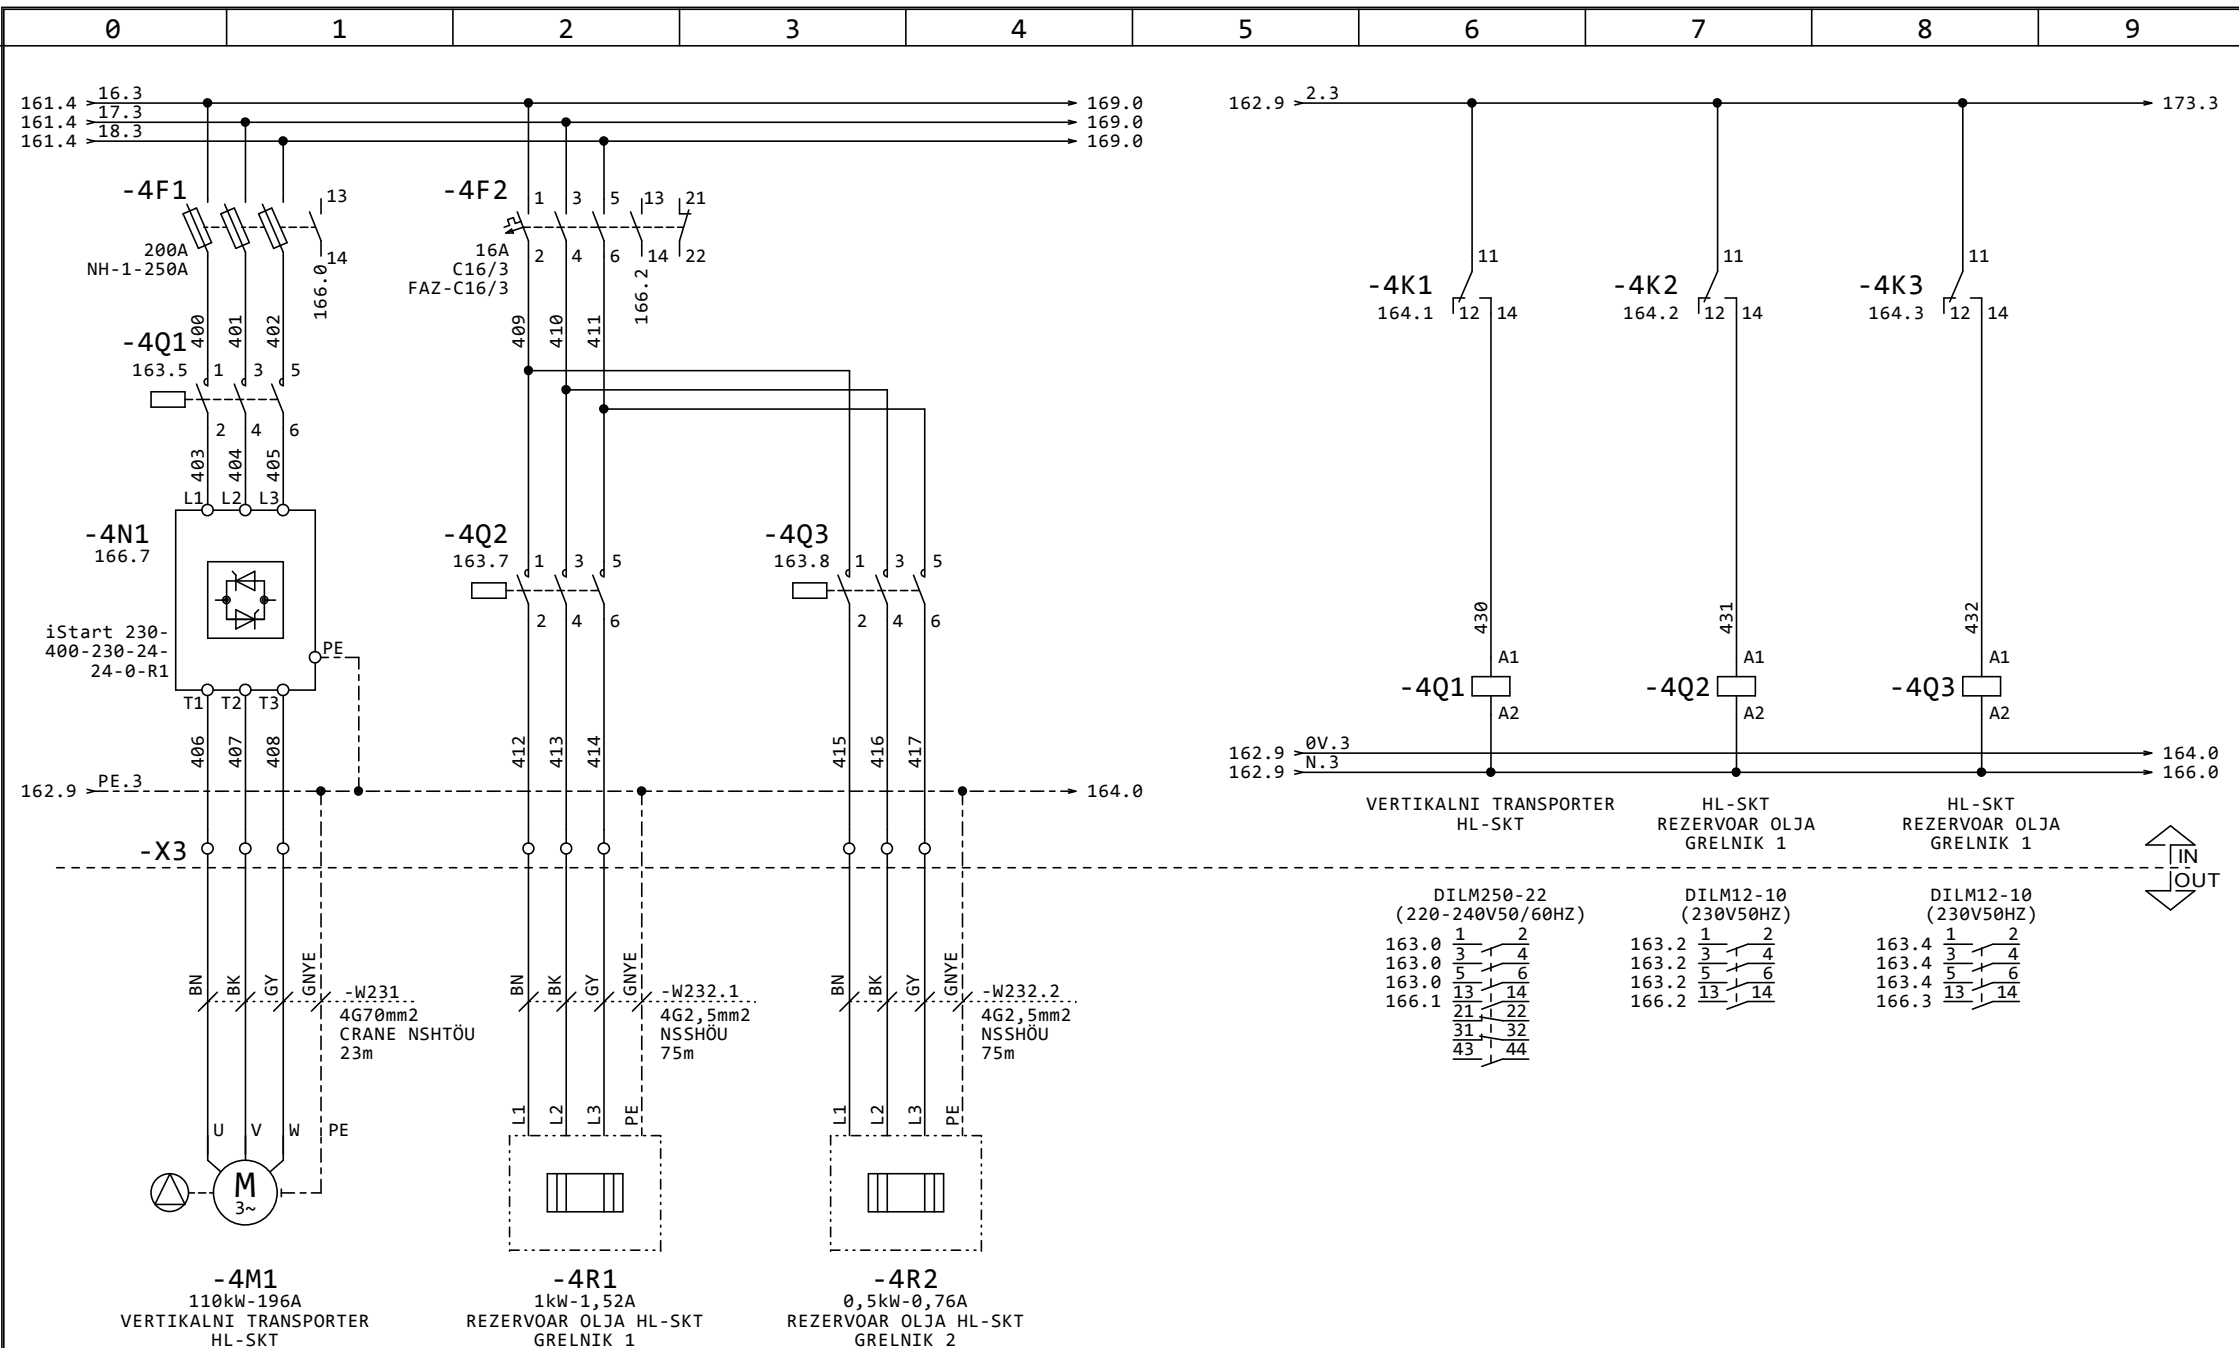 0 1 2 3 4 5 6 7 8 9
161.4 16.3 169.0
161.4 17.3 169.0
161.4 18.3 169.0
162.9 2.3 173.3
-4F1
13
14
200A
NH-1-250A
166.0
400 401 402
-4F2
1 3 5 13 21
2 4 6 14 22
16A
C16/3
FAZ-C16/3
166.2
409 410 411
-4K1
164.1
11
12 14
-4K2
164.2
11
12 14
-4K3
164.3
11
12 14
-4Q1
163.5
1 3 5
2 4 6
403 404 405
L1 L2 L3
-4N1
166.7
iStart 230-
400-230-24-
24-0-R1
PE
T1 T2 T3
406 407 408
-4Q2
163.7
1 3 5
2 4 6
412 413 414
-4Q3
163.8
1 3 5
2 4 6
415 416 417
430
A1
-4Q1
A2
431
A1
-4Q2
A2
432
A1
-4Q3
A2
162.9 0V.3 164.0
162.9 N.3 166.0
162.9 PE.3 164.0
VERTIKALNI TRANSPORTER
HL-SKT
HL-SKT
REZERVOAR OLJA
GRELNIK 1
HL-SKT
REZERVOAR OLJA
GRELNIK 1
-X3
IN
OUT
DILM250-22
(220-240V50/60HZ)
163.0 1 2
163.0 3 4
163.0 5 6
166.1 13 14
21 22
31 32
43 44
DILM12-10
(230V50HZ)
163.2 1 2
163.2 3 4
163.2 5 6
166.2 13 14
DILM12-10
(230V50HZ)
163.4 1 2
163.4 3 4
163.4 5 6
166.3 13 14
BN BK GY GNYE
-W231
4G70mm2
CRANE NSHTÖU
23m
BN BK GY GNYE
-W232.1
4G2,5mm2
NSSHÖU
75m
BN BK GY GNYE
-W232.2
4G2,5mm2
NSSHÖU
75m
U V W PE
L1 L2 L3 PE
L1 L2 L3 PE
M
3~
-4M1
110kW-196A
VERTIKALNI TRANSPORTER
HL-SKT
-4R1
1kW-1,52A
REZERVOAR OLJA HL-SKT
GRELNIK 1
-4R2
0,5kW-0,76A
REZERVOAR OLJA HL-SKT
GRELNIK 2